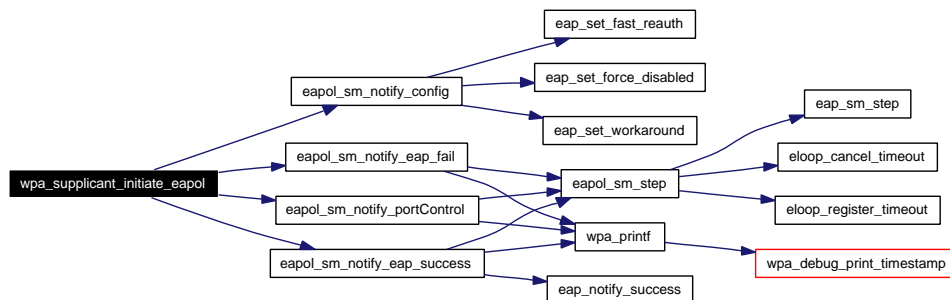 wpa_supplicant_initiate_eapol
eapol_sm_notify_config
eapol_sm_notify_eap_fail
eapol_sm_notify_portControl
eapol_sm_notify_eap_success
eap_set_fast_reauth
eap_set_force_disabled
eap_set_workaround
eapol_sm_step
wpa_printf
eap_notify_success
eap_sm_step
eloop_cancel_timeout
eloop_register_timeout
wpa_debug_print_timestamp